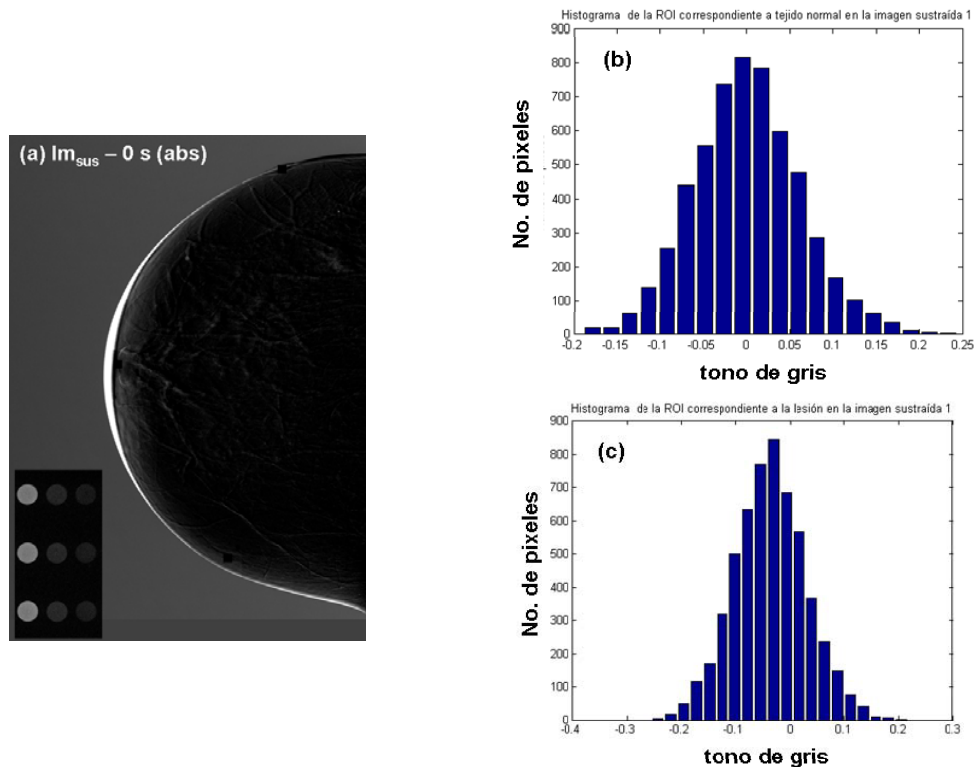 (a) Im_sus – 0 s (abs)
Histograma de la ROI correspondiente a tejido normal en la imagen sustraída 1
(b)
No. de pixeles
900
800
700
600
500
400
300
200
100
0
-0.2 -0.15 -0.1 -0.05 0 0.05 0.1 0.15 0.2 0.25
tono de gris
Histograma de la ROI correspondiente a la lesión en la imagen sustraída 1
(c)
No. de pixeles
900
800
700
600
500
400
300
200
100
0
-0.4 -0.3 -0.2 -0.1 0 0.1 0.2 0.3
tono de gris